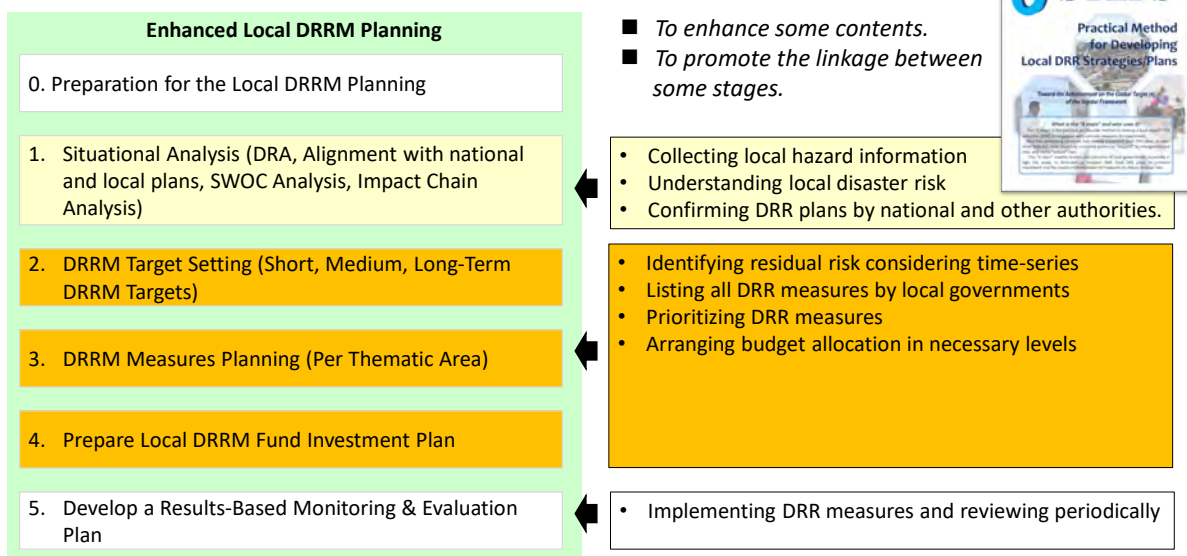 Enhanced Local DRRM Planning
0. Preparation for the Local DRRM Planning
1. Situational Analysis (DRA, Alignment with national
and local plans, SWOC Analysis, Impact Chain
Analysis)
2. DRRM Target Setting (Short, Medium, Long-Term
DRRM Targets)
3. DRRM Measures Planning (Per Thematic Area)
4. Prepare Local DRRM Fund Investment Plan
5. Develop a Results-Based Monitoring & Evaluation
Plan
■ To enhance some contents.
■ To promote the linkage between
some stages.
Practical Method
for Developing
Local DRR Strategies/Plans
• Collecting local hazard information
• Understanding local disaster risk
• Confirming DRR plans by national and other authorities.
• Identifying residual risk considering time-series
• Listing all DRR measures by local governments
• Prioritizing DRR measures
• Arranging budget allocation in necessary levels
• Implementing DRR measures and reviewing periodically